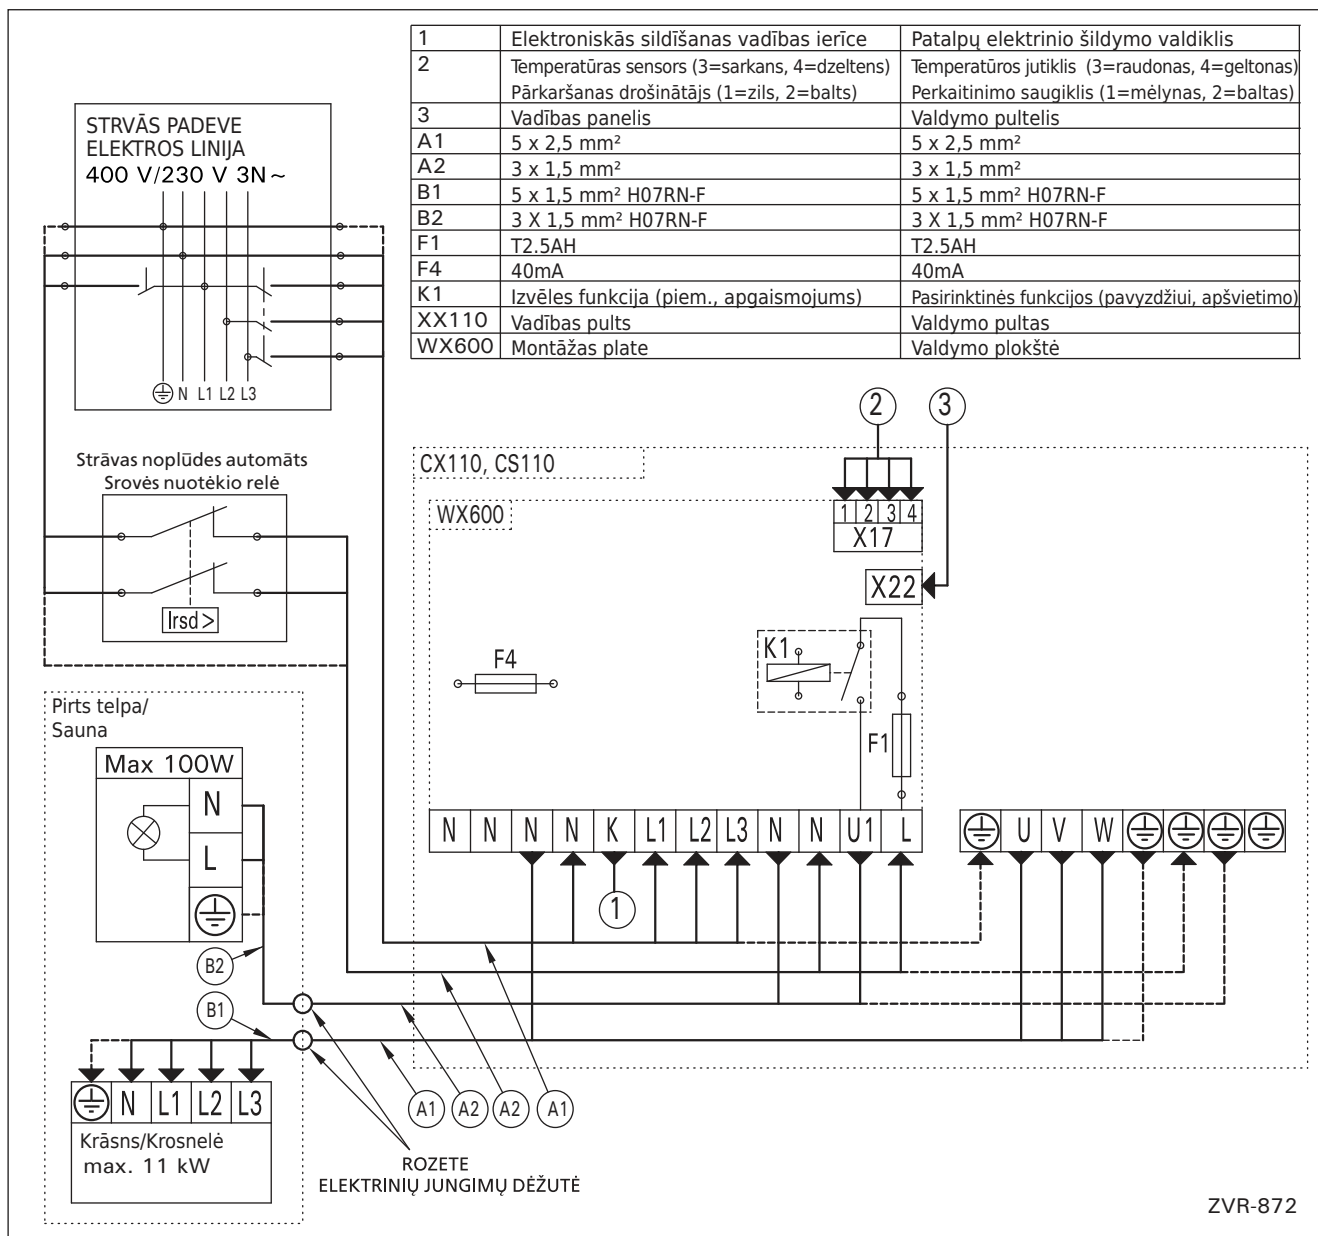 1 Elektroniskās sildīšanas vadības ierīce Patalpų elektrinio šildymo valdiklis
2 Temperatūras sensors (3=sarkans, 4=dzeltens) Temperatūros jutiklis (3=raudonas, 4=geltonas)
Pārkaršanas drošinātājs (1=zils, 2=balts) Perkaitinimo saugiklis (1=mėlynas, 2=baltas)
3 Vadības panelis Valdymo pultelis
A1 5 x 2,5 mm² 5 x 2,5 mm²
A2 3 x 1,5 mm² 3 x 1,5 mm²
B1 5 x 1,5 mm² H07RN-F 5 x 1,5 mm² H07RN-F
B2 3 X 1,5 mm² H07RN-F 3 X 1,5 mm² H07RN-F
F1 T2.5AH T2.5AH
F4 40mA 40mA
K1 Izvēles funkcija (piem., apgaismojums) Pasirinktinės funkcijos (pavyzdžiui, apšvietimo)
XX110 Vadības pults Valdymo pultas
WX600 Montāžas plate Valdymo plokštė
STRVĀS PADEVE
ELEKTROS LINIJA
400 V/230 V 3N~
N L1 L2 L3
Strāvas noplūdes automāts
Srovės nuotėkio relė
Irsd>
2 3
CX110, CS110
WX600
1 2 3 4
X17
X22
K1
F4
F1
N N N N K L1 L2 L3 N N U1 L
U V W
1
Pirts telpa/
Sauna
Max 100W
N
L
B2
B1
N L1 L2 L3
Krāsns/Krosnelė
max. 11 kW
A1 A2 A2 A1
ROZETE
ELEKTRINIŲ JUNGIMŲ DĖŽUTĖ
ZVR-872